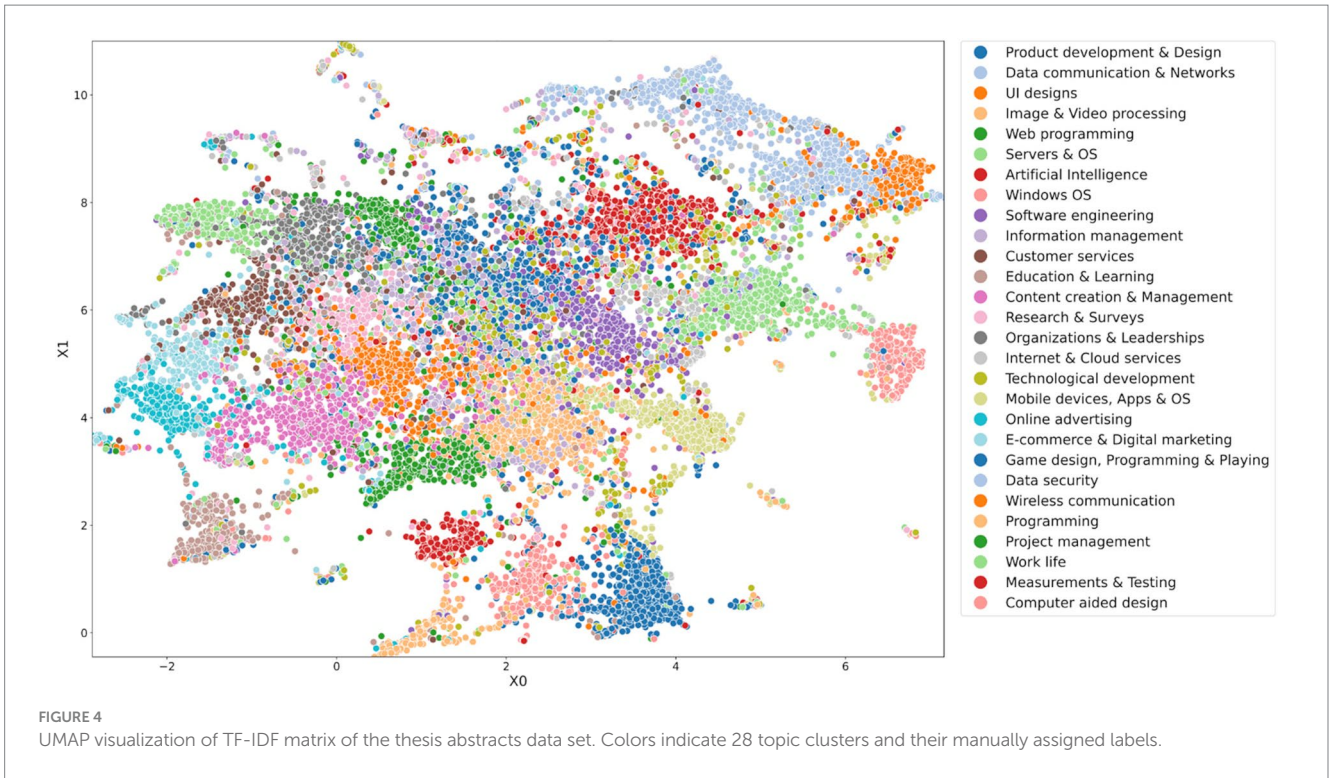 10
8
6
4
2
0
X1
−2
0
2
4
6
X0
Product development & Design
Data communication & Networks
UI designs
Image & Video processing
Web programming
Servers & OS
Artificial Intelligence
Windows OS
Software engineering
Information management
Customer services
Education & Learning
Content creation & Management
Research & Surveys
Organizations & Leaderships
Internet & Cloud services
Technological development
Mobile devices, Apps & OS
Online advertising
E-commerce & Digital marketing
Game design, Programming & Playing
Data security
Wireless communication
Programming
Project management
Work life
Measurements & Testing
Computer aided design
FIGURE 4
UMAP visualization of TF-IDF matrix of the thesis abstracts data set. Colors indicate 28 topic clusters and their manually assigned labels.